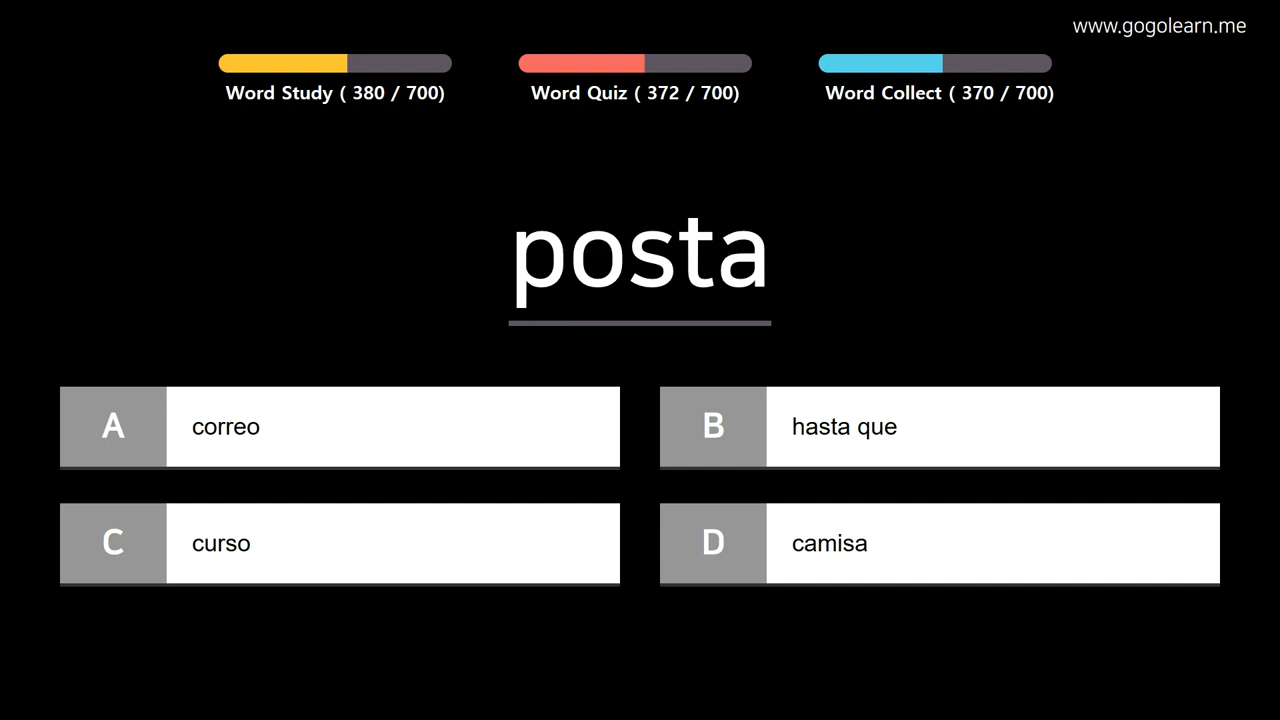 www.gogolearn.me
Word Study ( 380 / 700)
Word Quiz ( 372 / 700)
Word Collect ( 370 / 700)
posta
A correo
B hasta que
C curso
D camisa